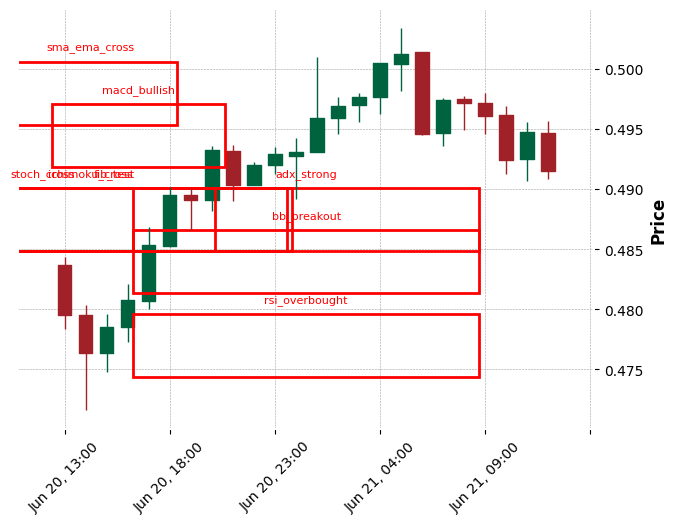 sma_ema_cross
macd_bullish
stoch_cross
adx_strong
bb_breakout
rsi_overbought
0.500
0.495
0.490
0.485
0.480
0.475
Price
Jun 20, 13:00
Jun 20, 18:00
Jun 20, 23:00
Jun 21, 04:00
Jun 21, 09:00